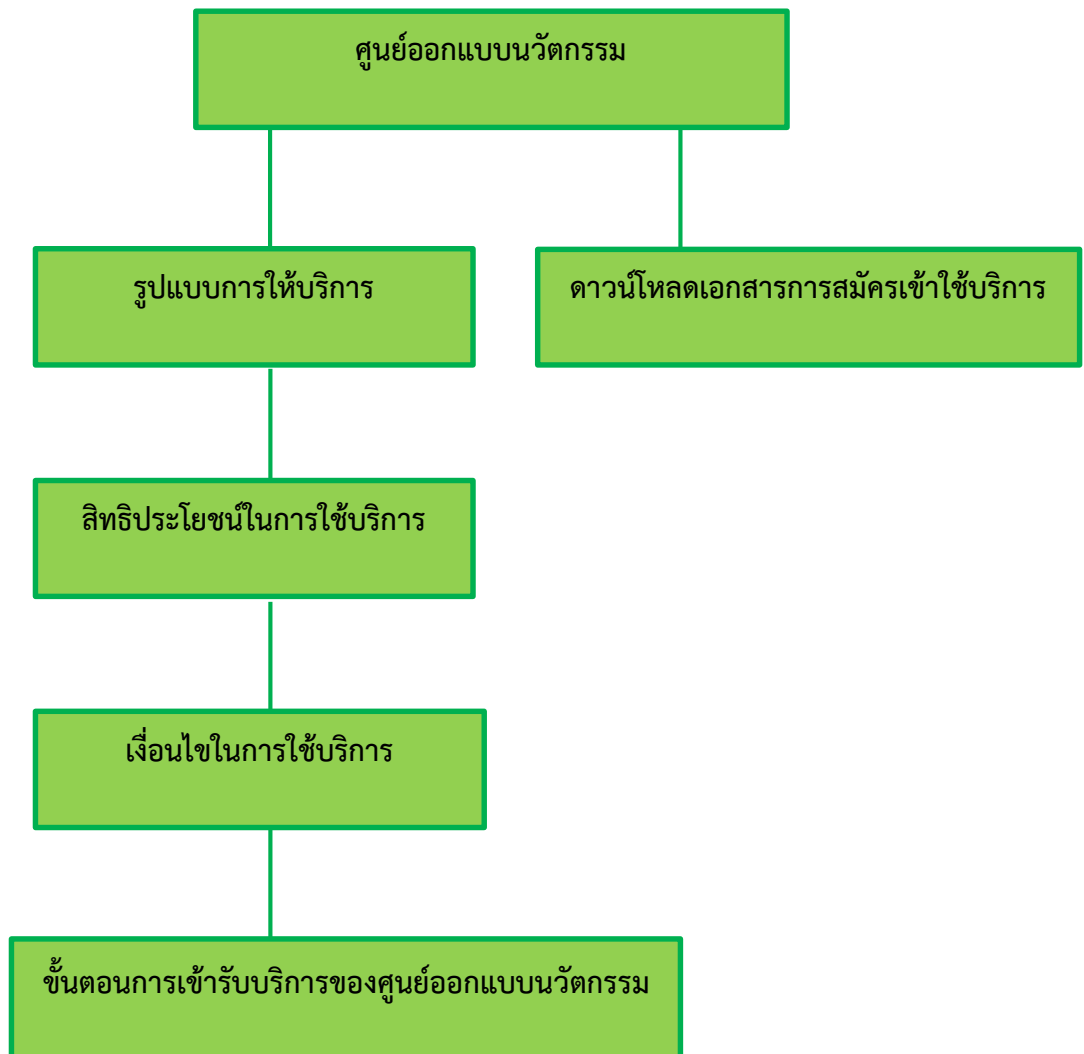 ศูนย์ออกแบบนวัตกรรม
รูปแบบการให้บริการ
ดาวน์โหลดเอกสารการสมัครเข้าใช้บริการ
สิทธิประโยชน์ในการใช้บริการ
เงื่อนไขในการใช้บริการ
ขั้นตอนการเข้ารับบริการของศูนย์ออกแบบนวัตกรรม